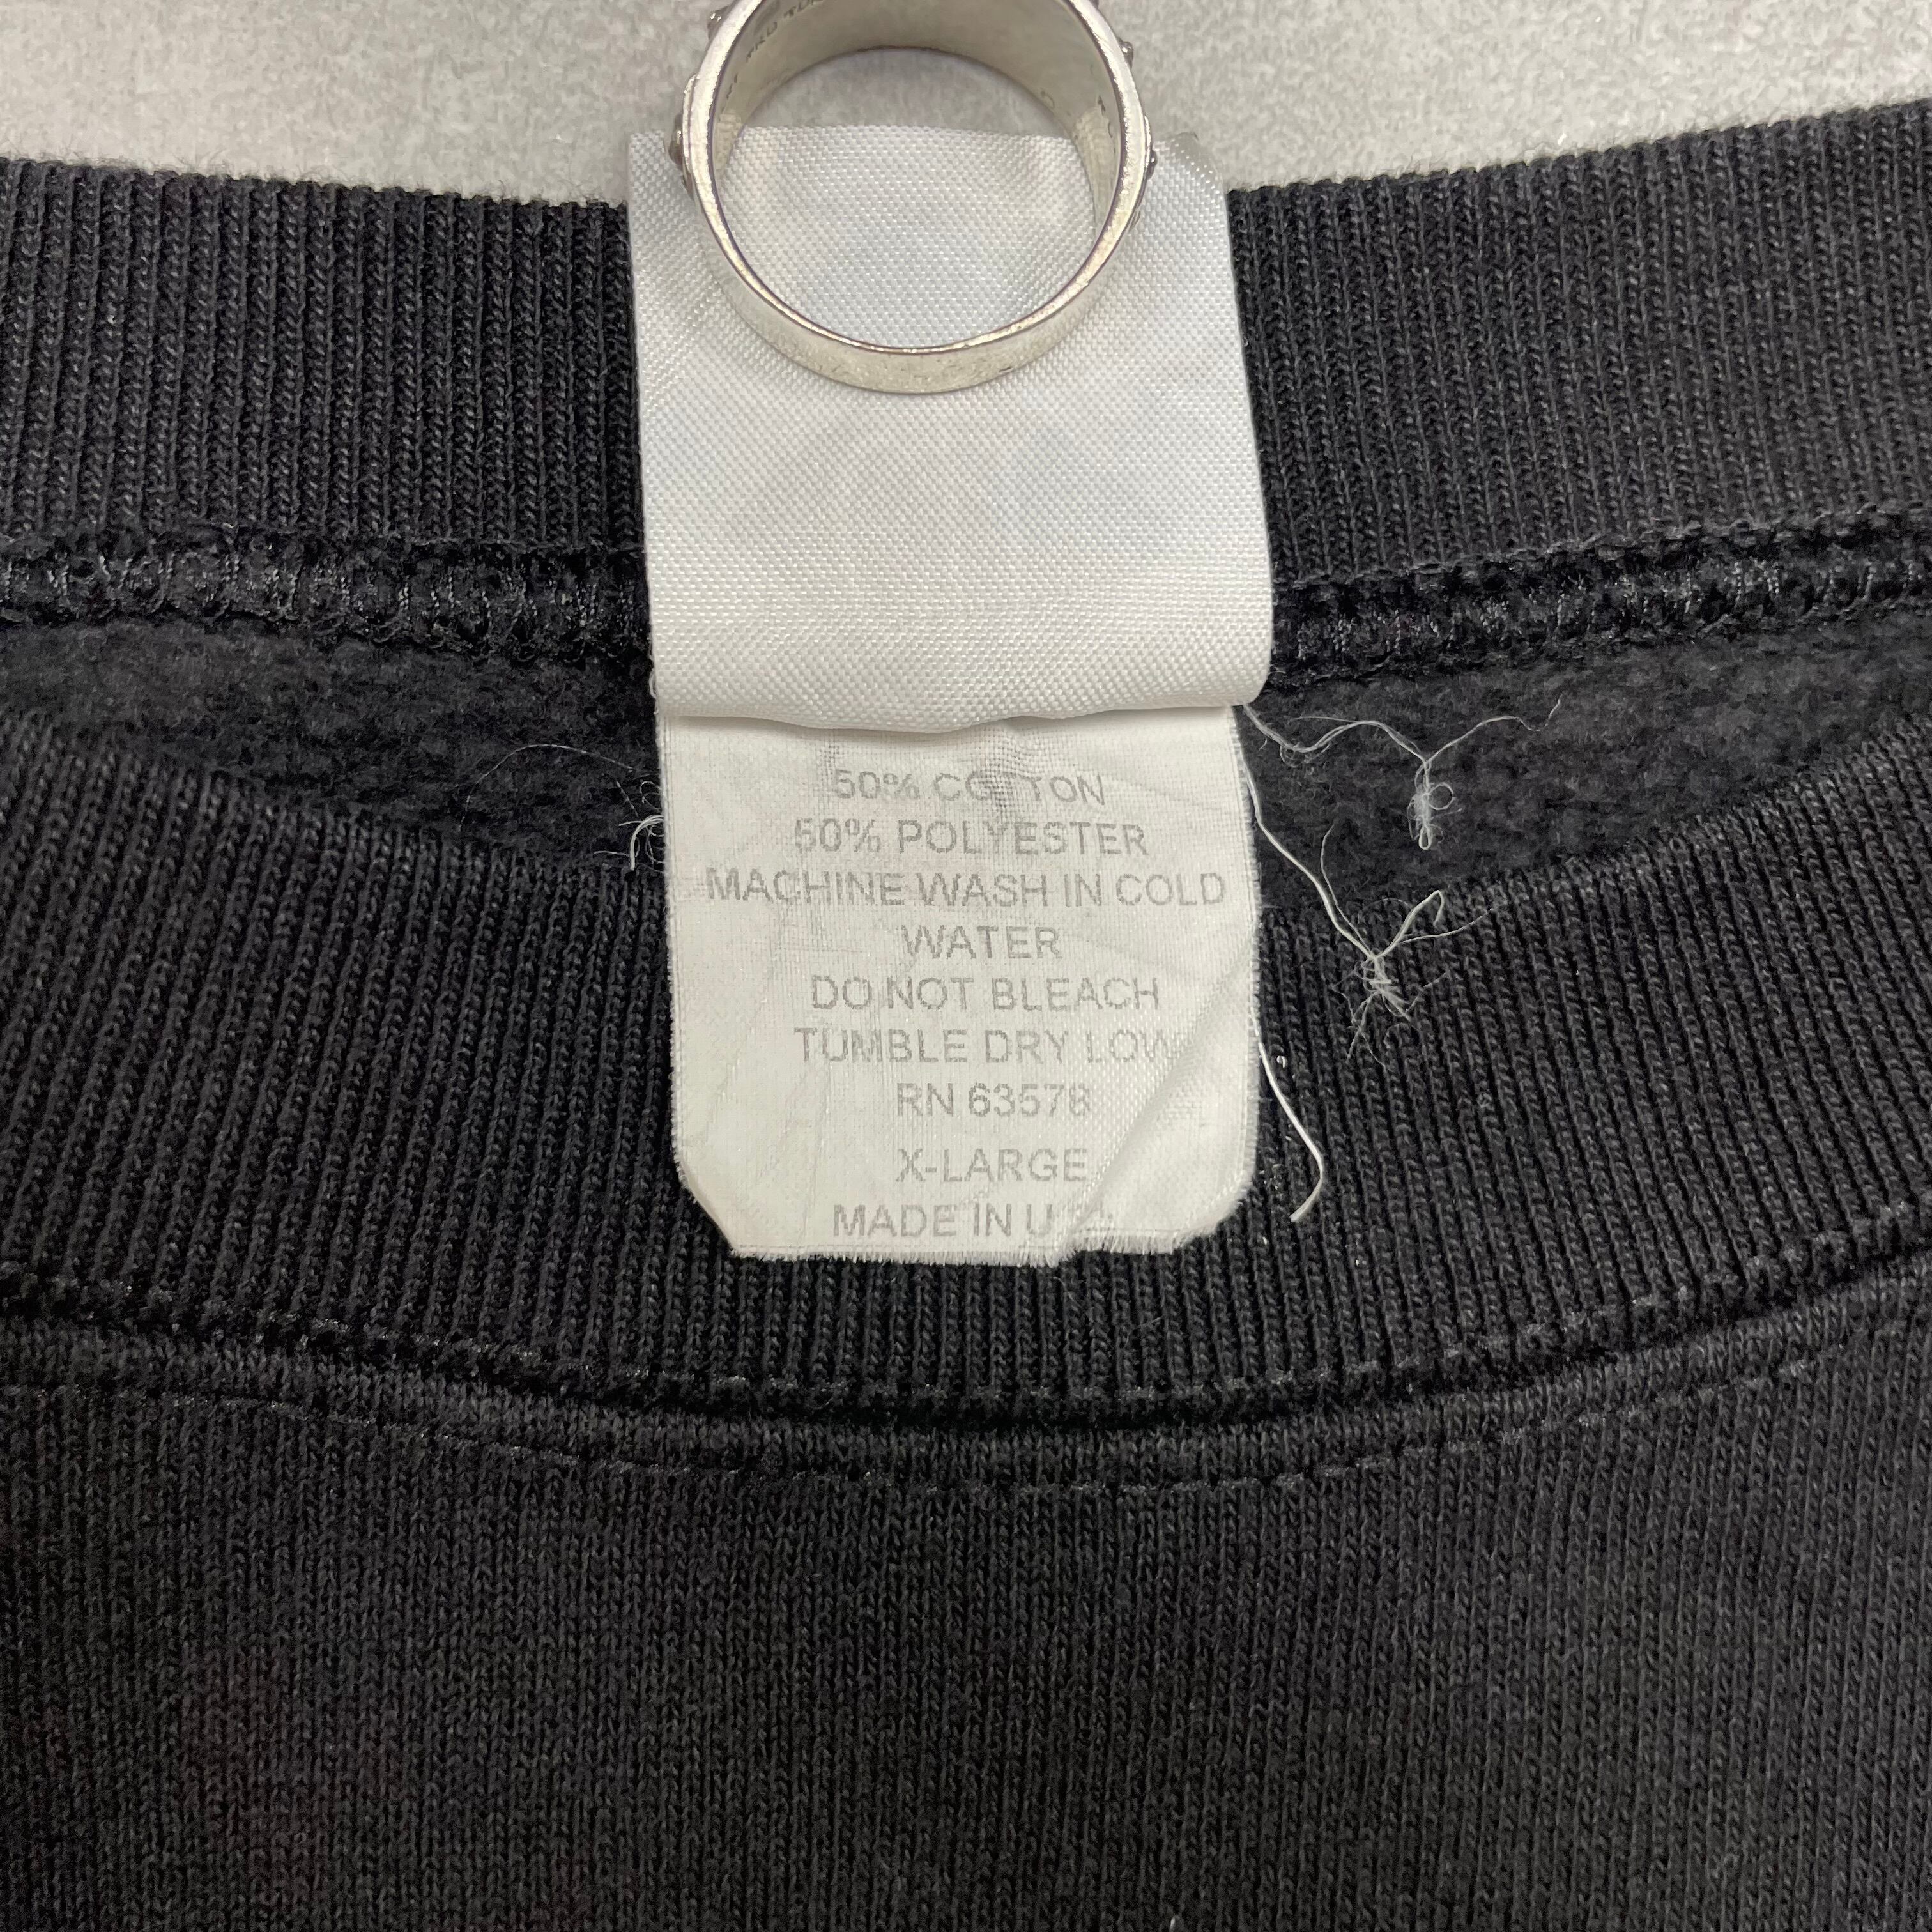 50% COTTON
50% POLYESTER
MACHINE WASH IN COLD
WATER
DO NOT BLEACH
TUMBLE DRY LOW
RN 63578
X-LARGE
MADE IN U